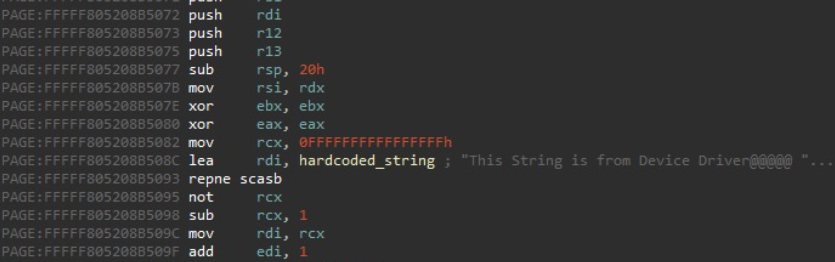 PAGE:FFFFF805208B5072 push rdi
PAGE:FFFFF805208B5073 push r12
PAGE:FFFFF805208B5075 push r13
PAGE:FFFFF805208B5077 sub rsp, 20h
PAGE:FFFFF805208B507B mov rsi, rdx
PAGE:FFFFF805208B507E xor ebx, ebx
PAGE:FFFFF805208B5080 xor eax, eax
PAGE:FFFFF805208B5082 mov rcx, 0FFFFFFFFFFFFFFFFh
PAGE:FFFFF805208B508C lea rdi, hardcoded_string ; "This String is from Device Driver@@@@@ "...
PAGE:FFFFF805208B5093 repne scasb
PAGE:FFFFF805208B5095 not rcx
PAGE:FFFFF805208B5098 sub rcx, 1
PAGE:FFFFF805208B509C mov rdi, rcx
PAGE:FFFFF805208B509F add edi, 1